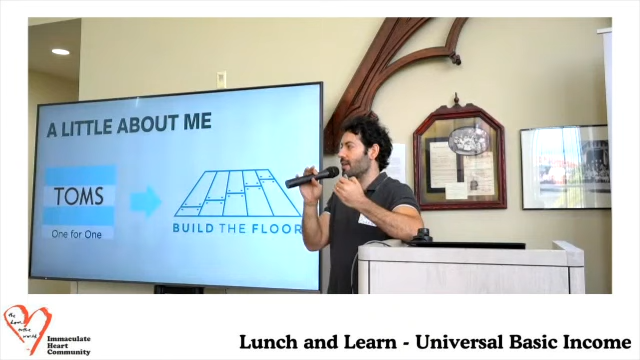 A LITTLE ABOUT ME
TOMS
One for One
BUILD THE FLOOR
Immaculate
Heart
Community
Lunch and Learn - Universal Basic Income